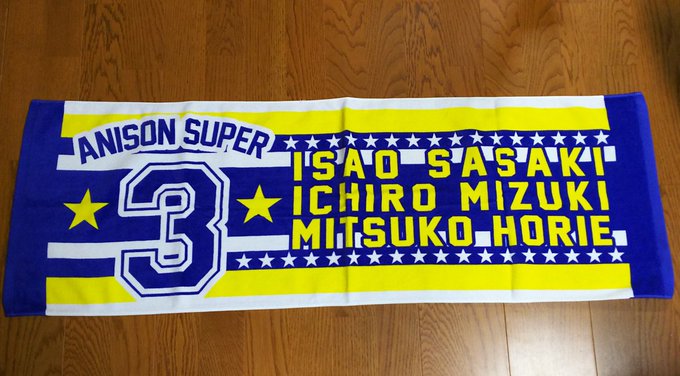 ANISON SUPER
3
ISAO SASAKI
ICHIRO MIZUKI
MITSUKO HORIE